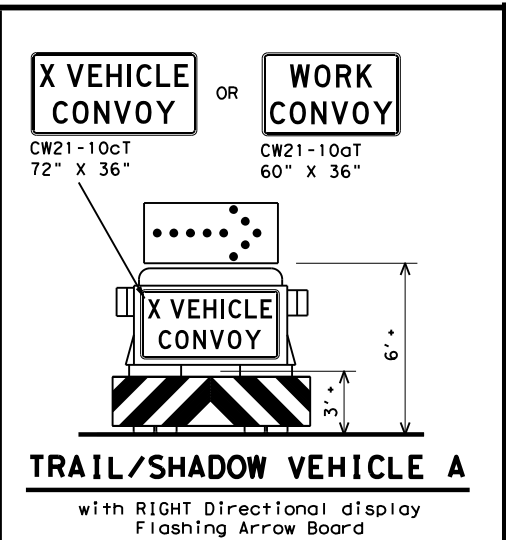 X VEHICLE
CONVOY
OR
WORK
CONVOY
CW21-10cT
72" X 36"
CW21-10aT
60" X 36"
X VEHICLE
CONVOY
6'+
3'+
TRAIL/SHADOW VEHICLE A
with RIGHT Directional display
Flashing Arrow Board